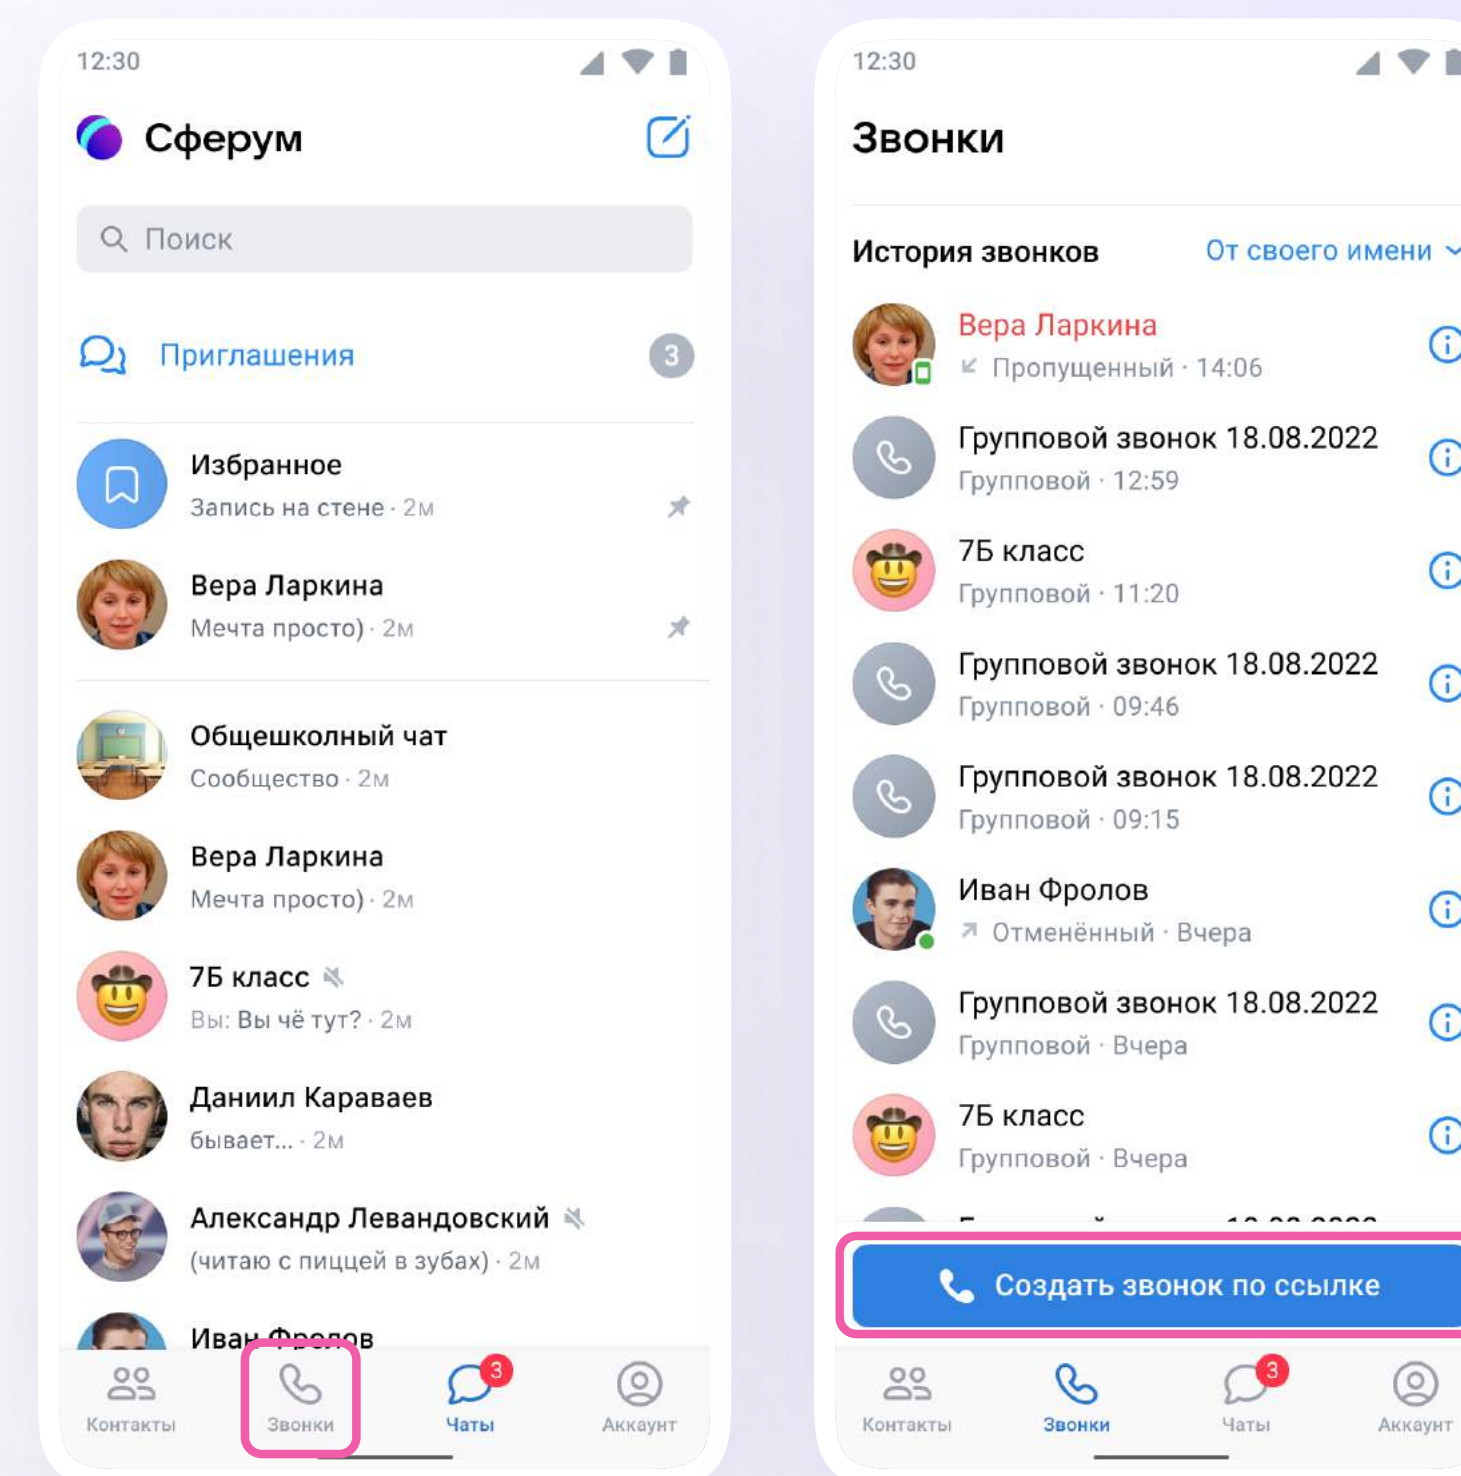 12:30
Сферум
Поиск
Приглашения
3
Избранное
Запись на стене · 2м
Вера Ларкина
Мечта просто) · 2м
Общешкольный чат
Сообщество · 2м
Вера Ларкина
Мечта просто) · 2м
7Б класс
Вы: Вы чё тут? · 2м
Даниил Караваев
бывает... · 2м
Александр Левандовский
(читаю с пиццей в зубах) · 2м
Иван Фролов
3
Контакты
Звонки
Чаты
Аккаунт
12:30
Звонки
История звонков
От своего имени
Вера Ларкина
Пропущенный · 14:06
Групповой звонок 18.08.2022
Групповой · 12:59
7Б класс
Групповой · 11:20
Групповой звонок 18.08.2022
Групповой · 09:46
Групповой звонок 18.08.2022
Групповой · 09:15
Иван Фролов
Отменённый · Вчера
Групповой звонок 18.08.2022
Групповой · Вчера
7Б класс
Групповой · Вчера
Создать звонок по ссылке
3
Контакты
Звонки
Чаты
Аккаунт